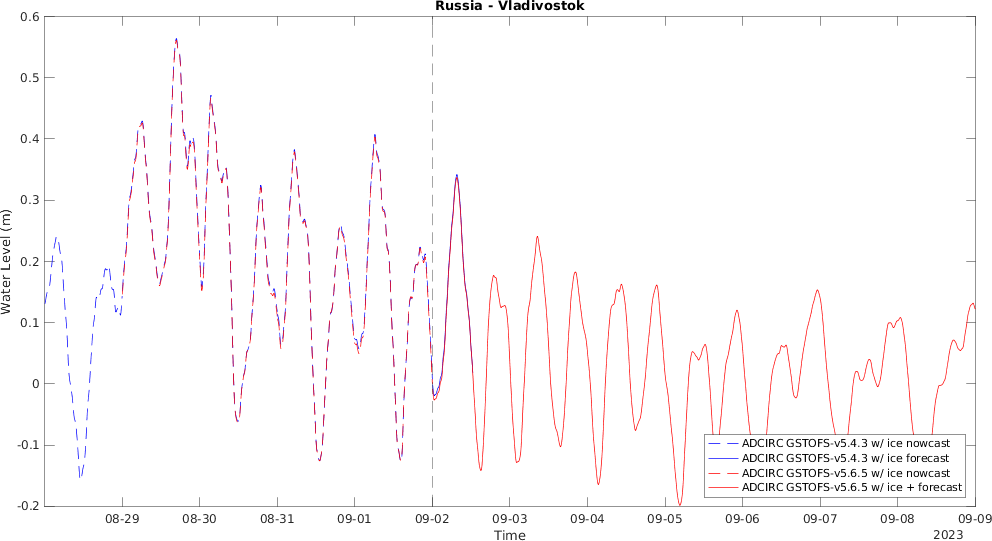 Russia - Vladivostok
0.6
0.5
0.4
0.3
0.2
0.1
0
-0.1
-0.2
Water Level (m)
ADCIRC GSTOFS-v5.4.3 w/ ice nowcast
ADCIRC GSTOFS-v5.4.3 w/ ice forecast
ADCIRC GSTOFS-v5.6.5 w/ ice nowcast
ADCIRC GSTOFS-v5.6.5 w/ ice + forecast
08-29 08-30 08-31 09-01 09-02 09-03 09-04 09-05 09-06 09-07 09-08 09-09
Time
2023